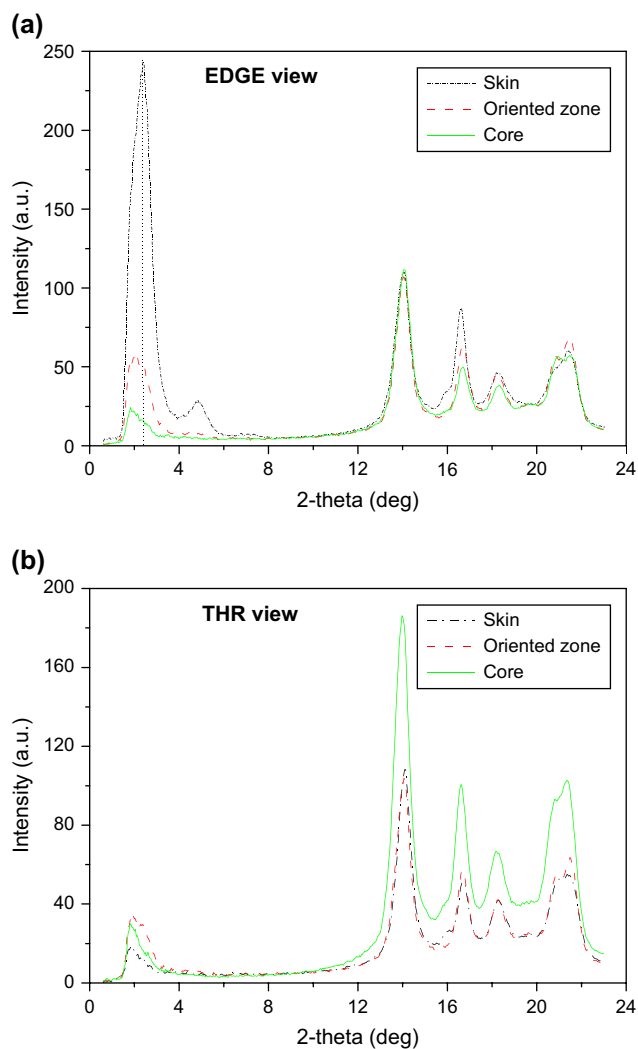 (a)
250
200
150
100
50
0
Intensity (a.u.)
EDGE view
Skin
Oriented zone
Core
0 4 8 12 16 20 24
2-theta (deg)
(b)
200
160
120
80
40
0
Intensity (a.u.)
THR view
Skin
Oriented zone
Core
0 4 8 12 16 20 24
2-theta (deg)